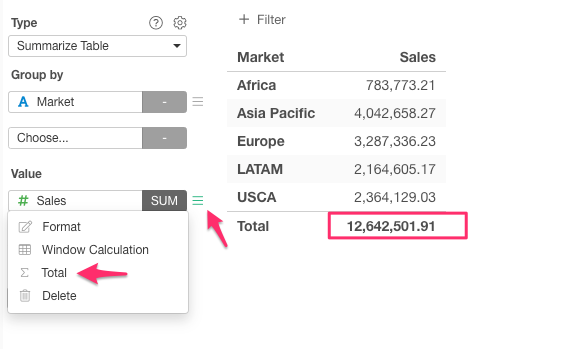 Type
Summarize Table
Group by
A Market -
Choose... -
Value
# Sales SUM
Format
Window Calculation
Σ Total
Delete
+ Filter
Market Sales
Africa 783,773.21
Asia Pacific 4,042,658.27
Europe 3,287,336.23
LATAM 2,164,605.17
USCA 2,364,129.03
Total 12,642,501.91